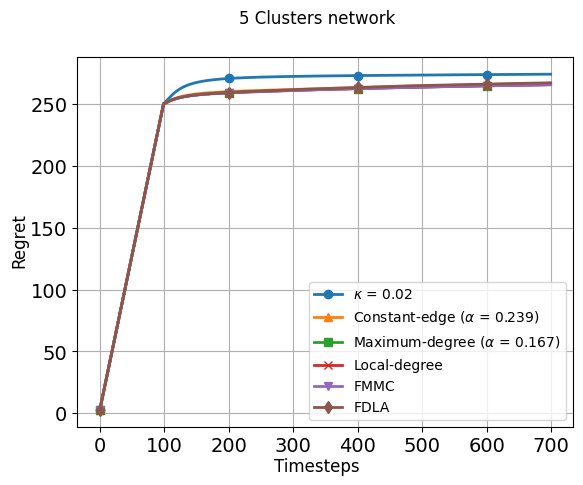 5 Clusters network
Regret
250
200
150
100
50
0
κ = 0.02
Constant-edge (α = 0.239)
Maximum-degree (α = 0.167)
Local-degree
FMMC
FDLA
0 100 200 300 400 500 600 700
Timesteps